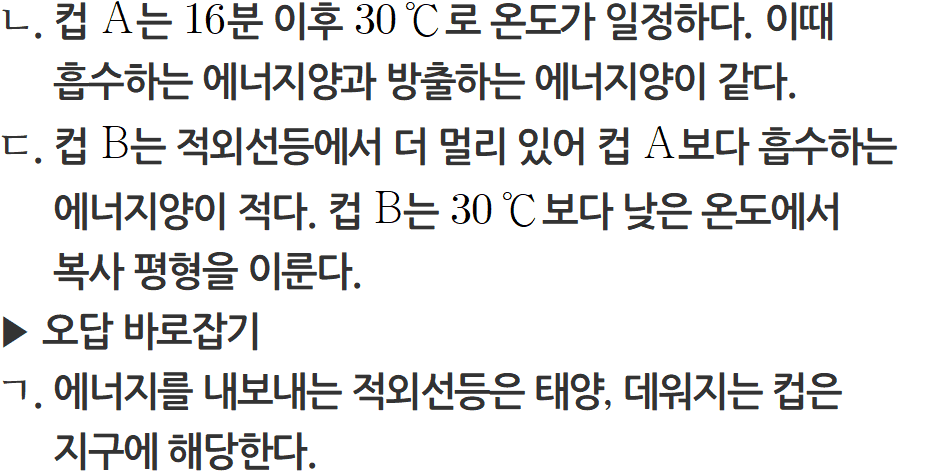 ㄴ. 컵 A는 16분 이후 30 ℃로 온도가 일정하다. 이때
흡수하는 에너지양과 방출하는 에너지양이 같다.
ㄷ. 컵 B는 적외선등에서 더 멀리 있어 컵 A보다 흡수하는
에너지양이 적다. 컵 B는 30 ℃보다 낮은 온도에서
복사 평형을 이룬다.
▶ 오답 바로잡기
ㄱ. 에너지를 내보내는 적외선등은 태양, 데워지는 컵은
지구에 해당한다.